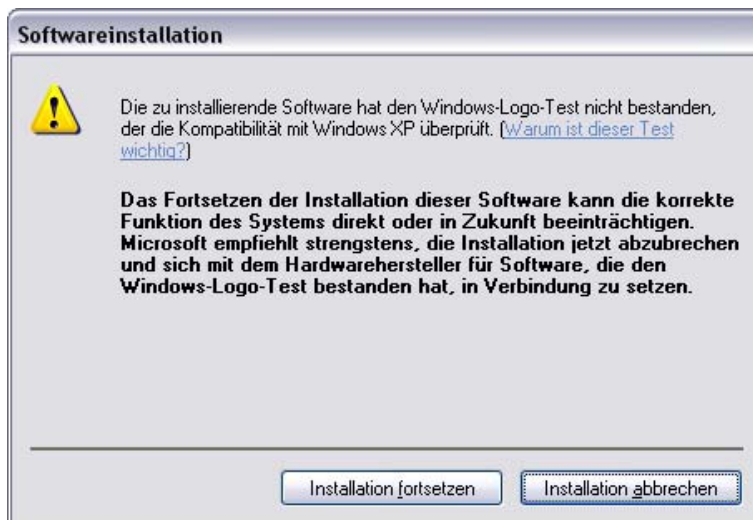 Softwareinstallation
Die zu installierende Software hat den Windows-Logo-Test nicht bestanden,
der die Kompatibilität mit Windows XP überprüft. (Warum ist dieser Test
wichtig?)
Das Fortsetzen der Installation dieser Software kann die korrekte
Funktion des Systems direkt oder in Zukunft beeinträchtigen.
Microsoft empfiehlt strengstens, die Installation jetzt abzubrechen
und sich mit dem Hardwarehersteller für Software, die den
Windows-Logo-Test bestanden hat, in Verbindung zu setzen.
Installation fortsetzen
Installation abbrechen